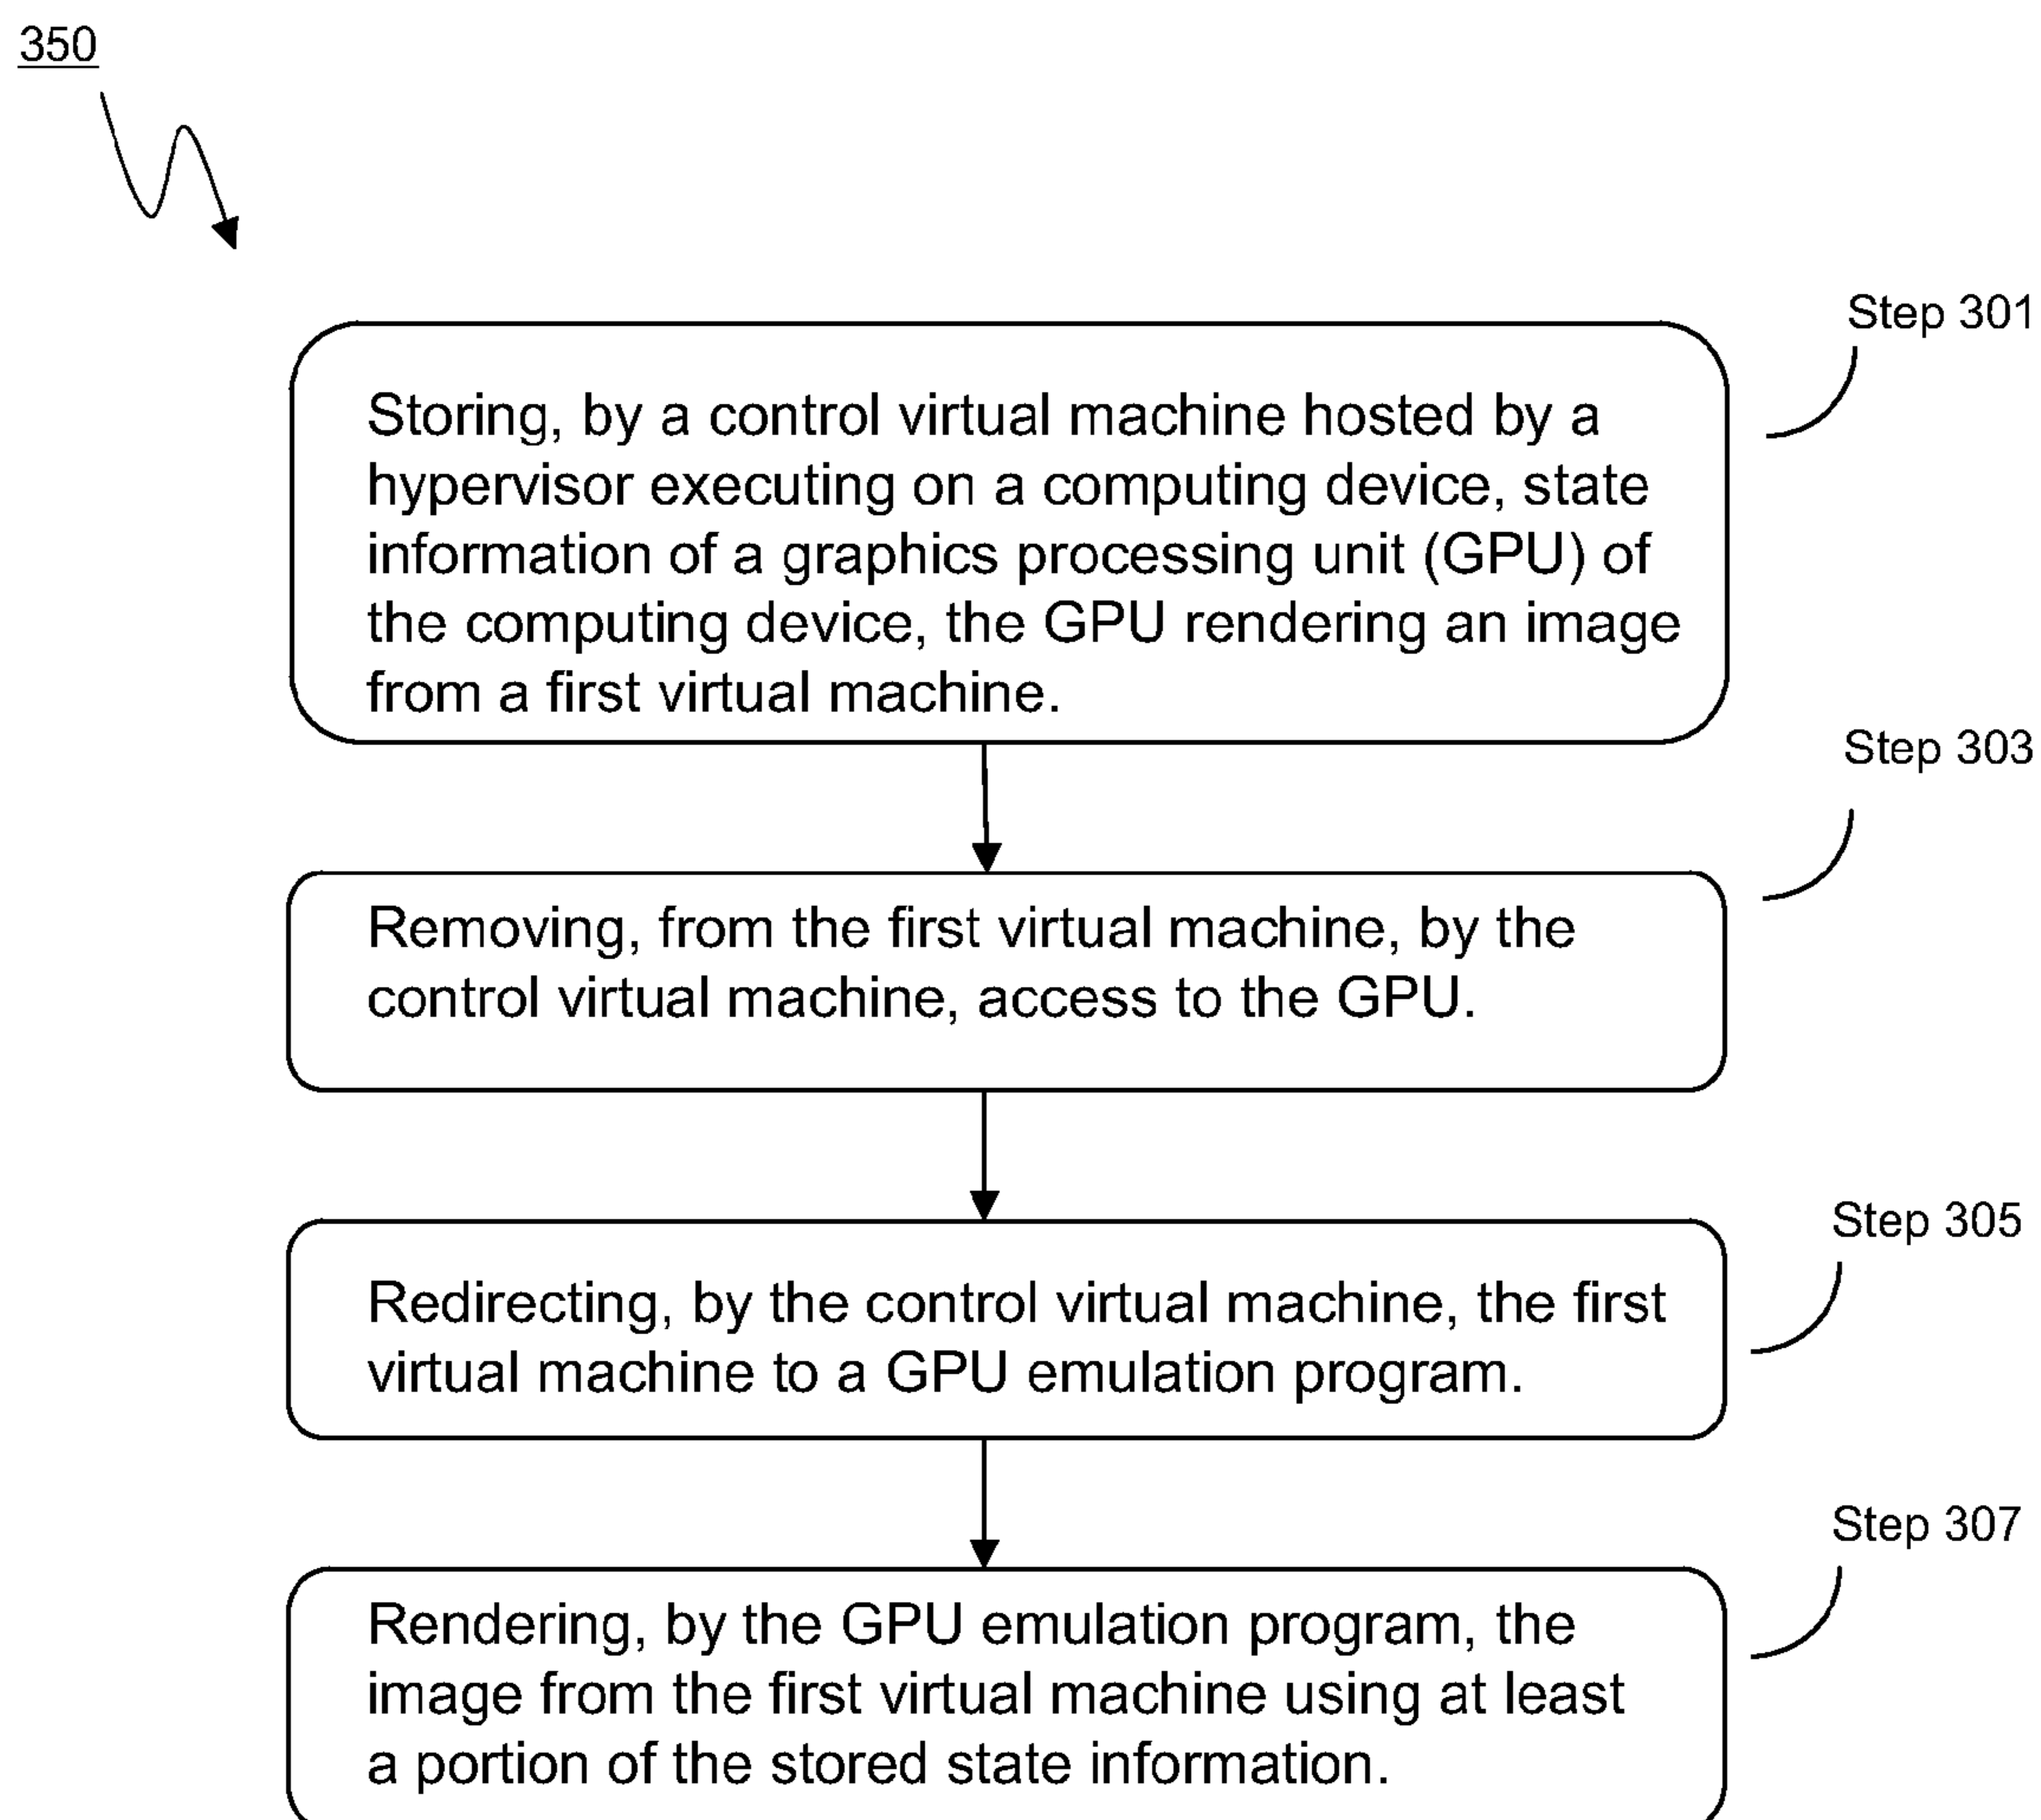 350
Step 301
Storing, by a control virtual machine hosted by a
hypervisor executing on a computing device, state
information of a graphics processing unit (GPU) of
the computing device, the GPU rendering an image
from a first virtual machine.
Step 303
Removing, from the first virtual machine, by the
control virtual machine, access to the GPU.
Step 305
Redirecting, by the control virtual machine, the first
virtual machine to a GPU emulation program.
Step 307
Rendering, by the GPU emulation program, the
image from the first virtual machine using at least
a portion of the stored state information.